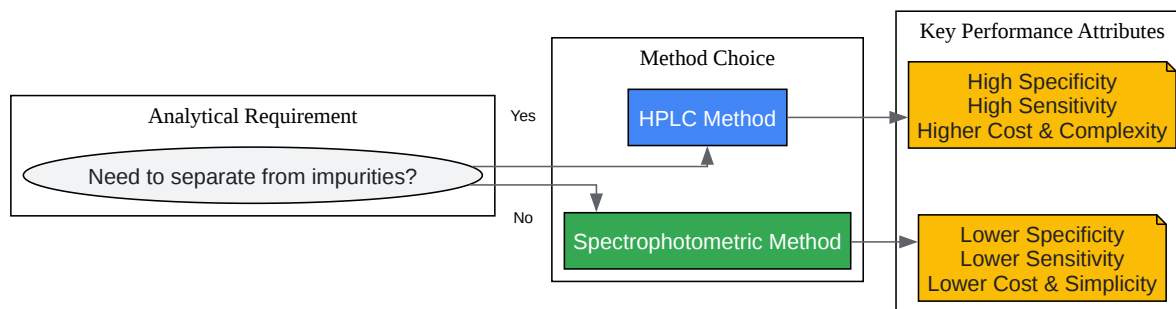 Analytical Requirement
Need to separate from impurities?
Yes
No
Method Choice
HPLC Method
Spectrophotometric Method
Key Performance Attributes
High Specificity
High Sensitivity
Higher Cost & Complexity
Lower Specificity
Lower Sensitivity
Lower Cost & Simplicity